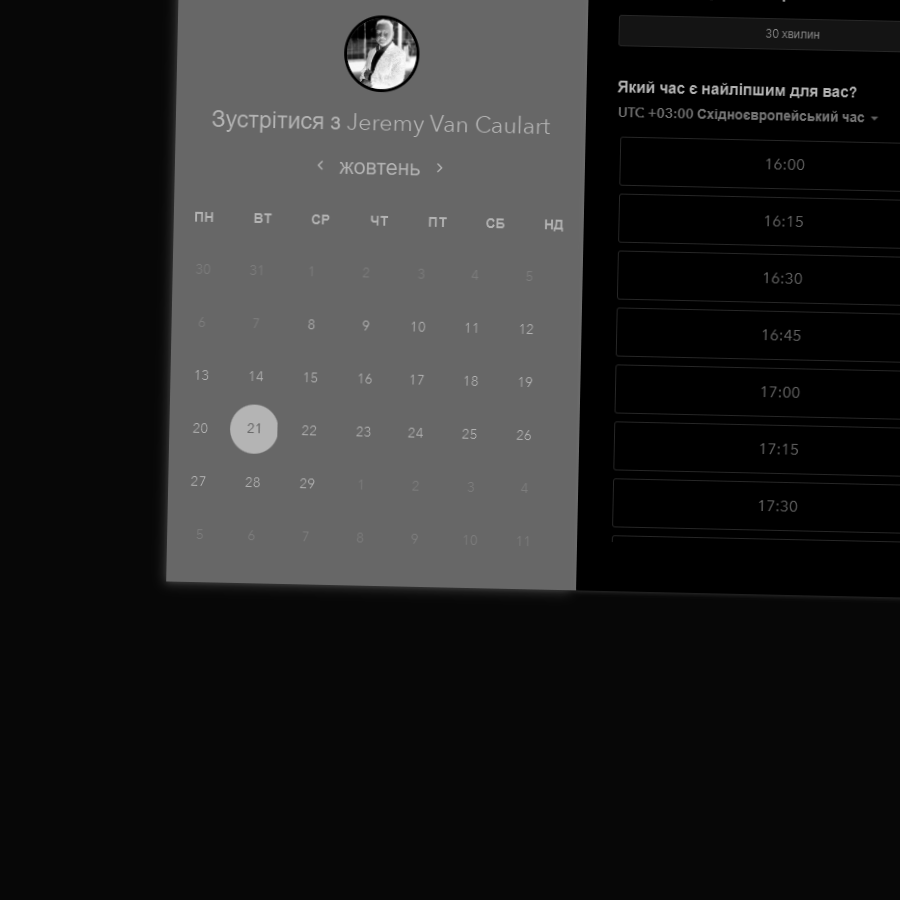 Зустрітися з Jeremy Van Caulart
жовтень
ПН ВТ СР ЧТ ПТ СБ НД
30 31 1 2 3 4 5
6 7 8 9 10 11 12
13 14 15 16 17 18 19
20 21 22 23 24 25 26
27 28 29 1 2 3 4
5 6 7 8 9 10 11
30 хвилин
Який час є найліпшим для вас?
UTC +03:00 Східноєвропейський час
16:00
16:15
16:30
16:45
17:00
17:15
17:30